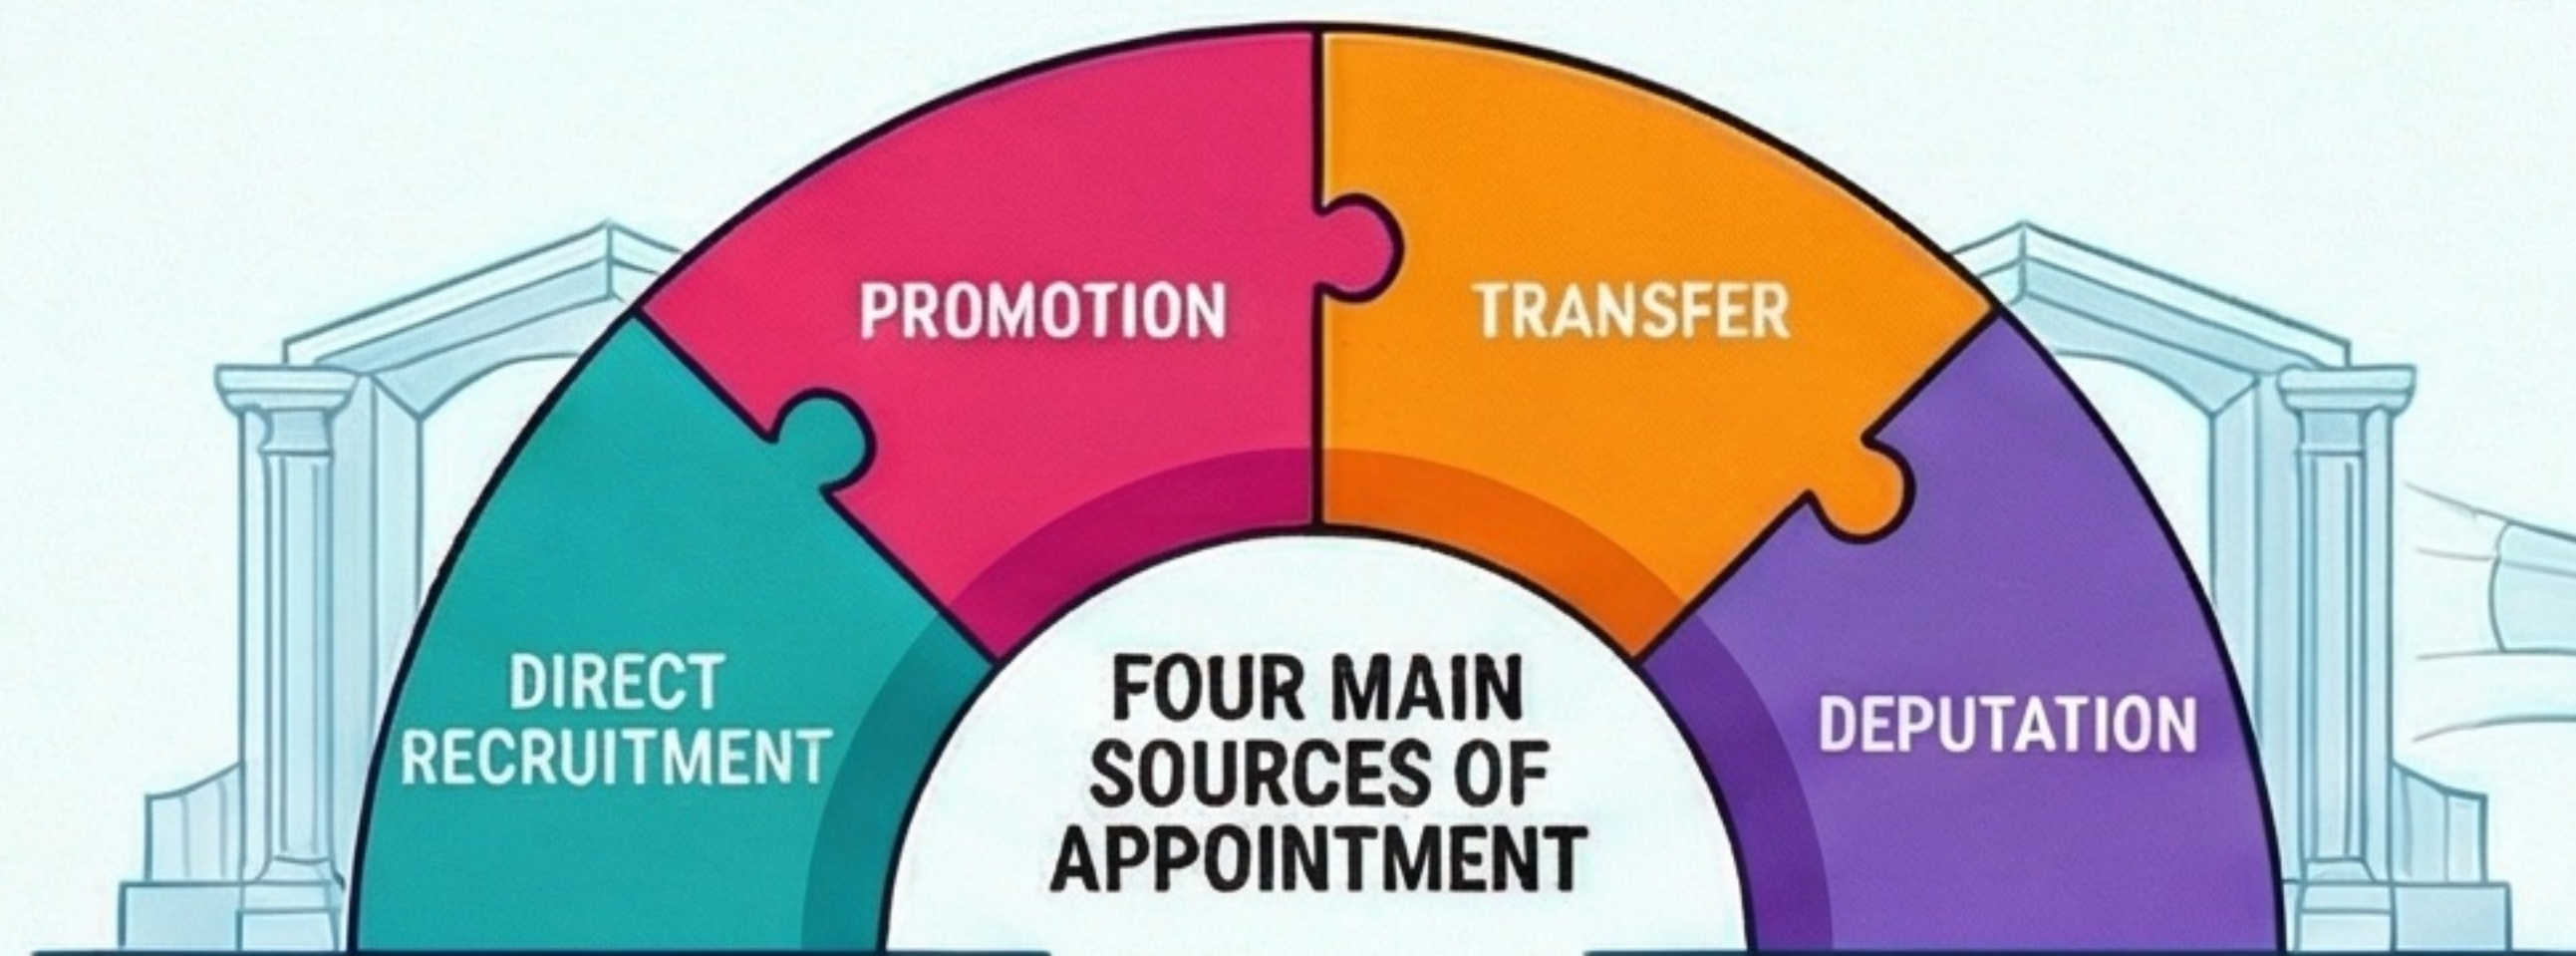 PROMOTION
TRANSFER
DIRECT
RECRUITMENT
FOUR MAIN
SOURCES OF
APPOINTMENT
DEPUTATION